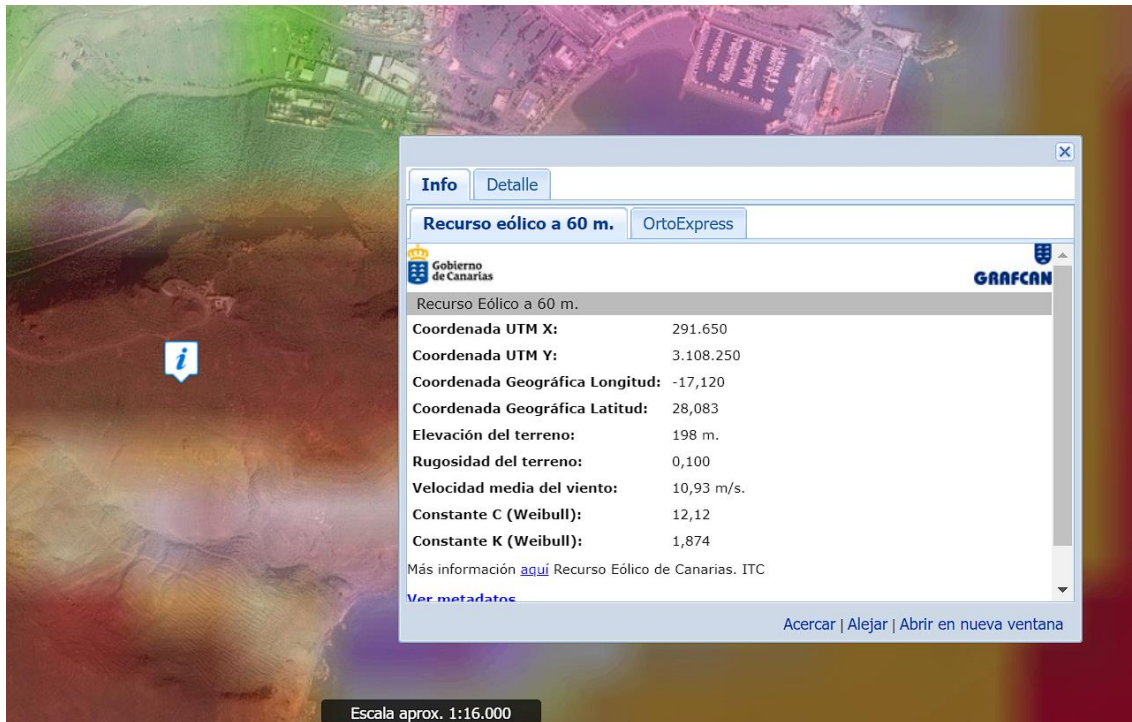 Info Detalle
Recurso eólico a 60 m. OrtoExpress
Gobierno
de Canarias
GRAFCAN
Recurso Eólico a 60 m.
Coordenada UTM X: 291.650
Coordenada UTM Y: 3.108.250
Coordenada Geográfica Longitud: -17,120
Coordenada Geográfica Latitud: 28,083
Elevación del terreno: 198 m.
Rugosidad del terreno: 0,100
Velocidad media del viento: 10,93 m/s.
Constante C (Weibull): 12,12
Constante K (Weibull): 1,874
Más información aquí Recurso Eólico de Canarias. ITC
Ver metadatos
Acercar | Alejar | Abrir en nueva ventana
i
Escala aprox. 1:16.000